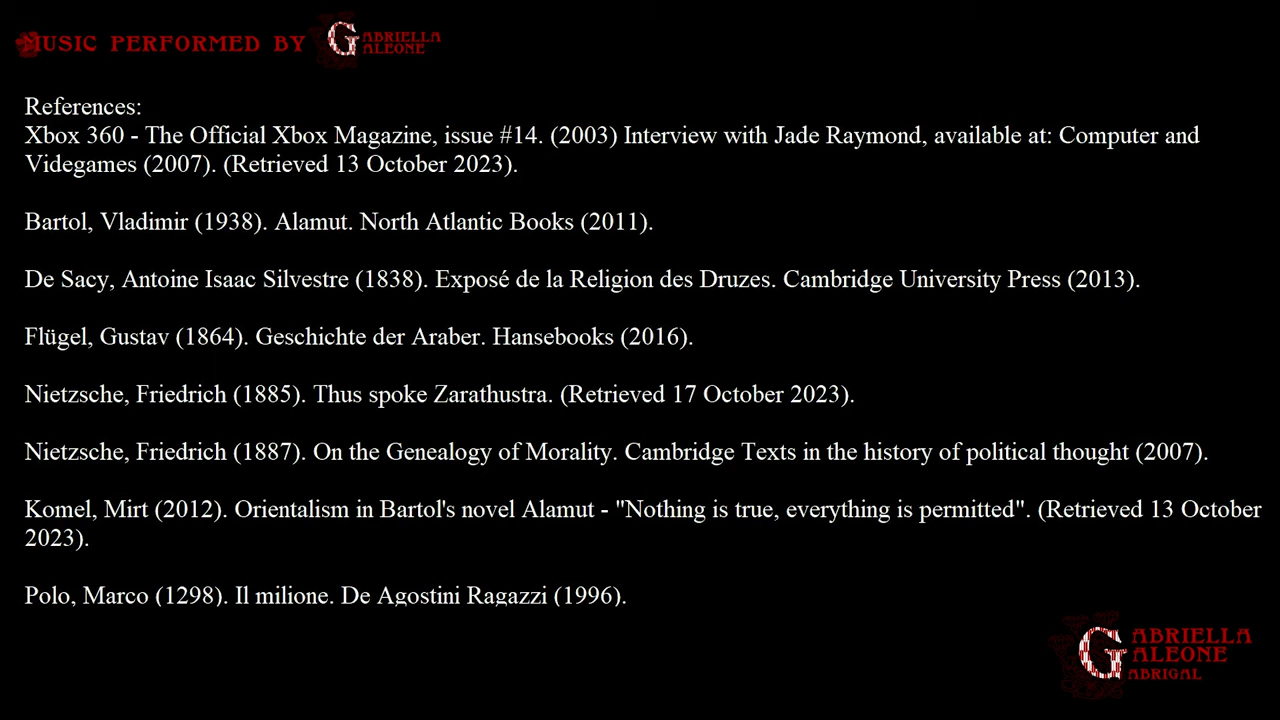 MUSIC PERFORMED BY GABRIELLA GALEONE
References:
Xbox 360 - The Official Xbox Magazine, issue #14. (2003) Interview with Jade Raymond, available at: Computer and
Videgames (2007). (Retrieved 13 October 2023).
Bartol, Vladimir (1938). Alamut. North Atlantic Books (2011).
De Sacy, Antoine Isaac Silvestre (1838). Exposé de la Religion des Druzes. Cambridge University Press (2013).
Flügel, Gustav (1864). Geschichte der Araber. Hansebooks (2016).
Nietzsche, Friedrich (1885). Thus spoke Zarathustra. (Retrieved 17 October 2023).
Nietzsche, Friedrich (1887). On the Genealogy of Morality. Cambridge Texts in the history of political thought (2007).
Komel, Mirt (2012). Orientalism in Bartol's novel Alamut - "Nothing is true, everything is permitted". (Retrieved 13 October
2023).
Polo, Marco (1298). Il milione. De Agostini Ragazzi (1996).
GABRIELLA
GALEONE
GABRIGAL